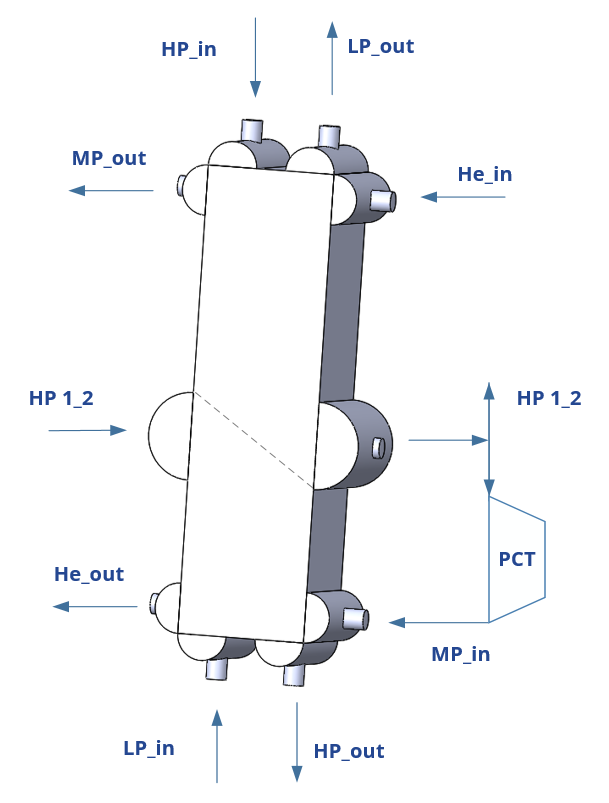 HP_in
LP_out
MP_out
He_in
HP 1_2
HP 1_2
PCT
He_out
MP_in
LP_in
HP_out